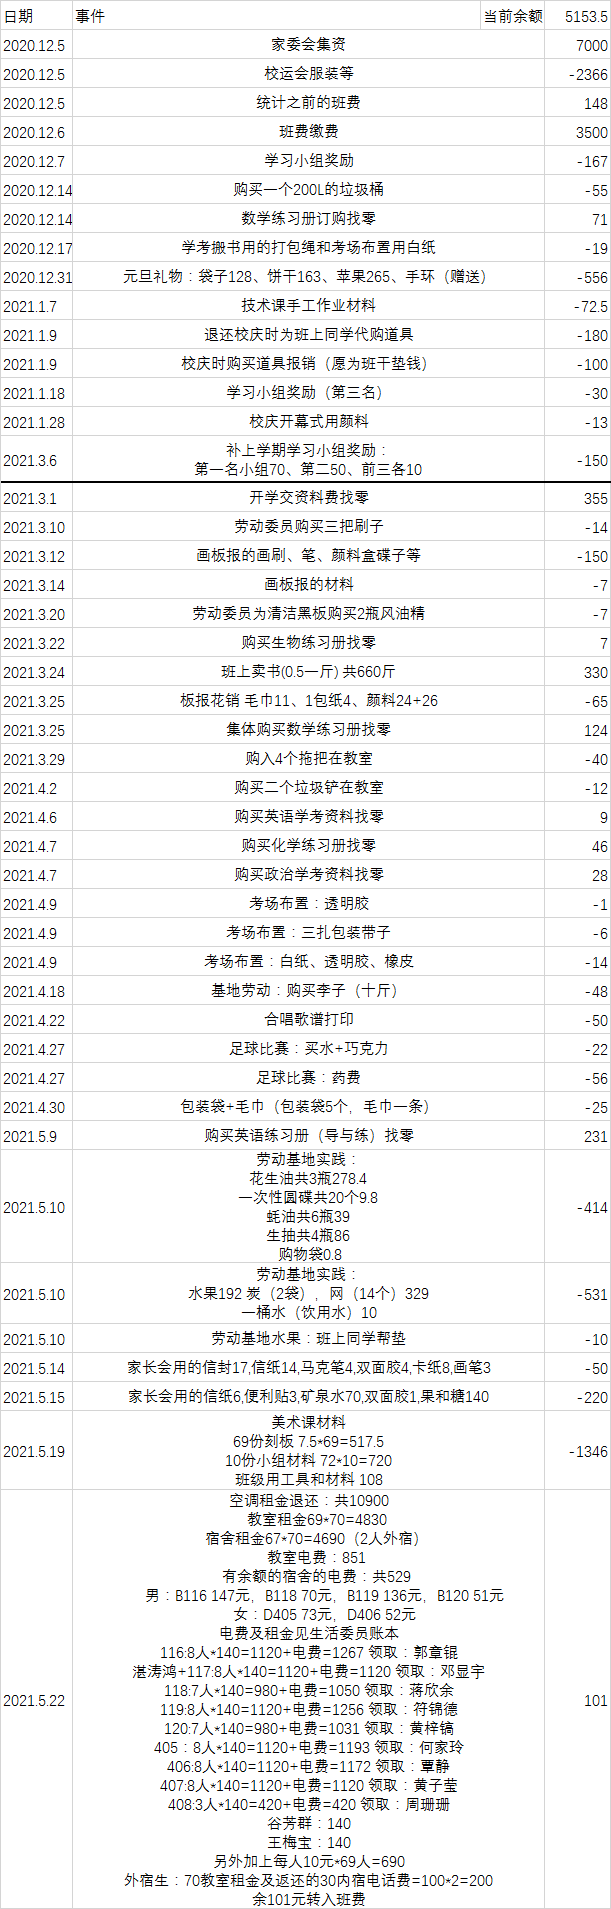 日期 事件 当前余额 5153.5
2020.12.5 家委会集资 7000
2020.12.5 校运会服装等 -2366
2020.12.5 统计之前的班费 148
2020.12.6 班费缴费 3500
2020.12.7 学习小组奖励 -167
2020.12.14 购买一个200L的垃圾桶 -55
2020.12.14 数学练习册订购找零 71
2020.12.17 学考搬书用的打包绳和考场布置用白纸 -19
2020.12.31 元旦礼物：袋子128、饼干163、苹果265、手环（赠送） -556
2021.1.7 技术课手工作业材料 -72.5
2021.1.9 退还校庆时为班上同学代购道具 -180
2021.1.9 校庆时购买道具报销（愿为班干垫钱） -100
2021.1.18 学习小组奖励（第三名） -30
2021.1.28 校庆开幕式用颜料 -13
补上学期学习小组奖励：
2021.3.6 第一名小组70、第二50、前三各10 -150
2021.3.1 开学交资料费找零 355
2021.3.10 劳动委员购买三把刷子 -14
2021.3.12 画板报的画刷、笔、颜料盒碟子等 -150
2021.3.14 画板报的材料 -7
2021.3.20 劳动委员为清洁黑板购买2瓶风油精 -7
2021.3.22 购买生物练习册找零 7
2021.3.24 班上卖书(0.5一斤) 共660斤 330
2021.3.25 板报花销 毛巾11、1包纸4、颜料24+26 -65
2021.3.25 集体购买数学练习册找零 124
2021.3.29 购入4个拖把在教室 -40
2021.4.2 购买二个垃圾铲在教室 -12
2021.4.6 购买英语学考资料找零 9
2021.4.7 购买化学练习册找零 46
2021.4.7 购买政治学考资料找零 28
2021.4.9 考场布置：透明胶 -1
2021.4.9 考场布置：三扎包装带子 -6
2021.4.9 考场布置：白纸、透明胶、橡皮 -14
2021.4.18 基地劳动：购买李子（十斤） -48
2021.4.22 合唱歌谱打印 -50
2021.4.27 足球比赛：买水+巧克力 -22
2021.4.27 足球比赛：药费 -56
2021.4.30 包装袋+毛巾（包装袋5个，毛巾一条） -25
2021.5.9 购买英语练习册（导与练）找零 231
劳动基地实践：
花生油共3瓶278.4
一次性圆碟共20个9.8
2021.5.10 蚝油共6瓶39 -414
生抽共4瓶86
购物袋0.8
劳动基地实践：
2021.5.10 水果192 炭（2袋），网（14个）329 -531
一桶水（饮用水）10
2021.5.10 劳动基地水果：班上同学帮垫 -10
2021.5.14 家长会用的信封17,信纸14,马克笔4,双面胶4,卡纸8,画笔3 -50
2021.5.15 家长会用的信纸6,便利贴3,矿泉水70,双面胶1,果和糖140 -220
美术课材料
69份刻板 7.5*69=517.5
2021.5.19 10份小组材料 72*10=720 -1346
班级用工具和材料 108
空调租金退还：共10900
教室租金69*70=4830
宿舍租金67*70=4690（2人外宿）
教室电费：851
有余额的宿舍的电费：共529
男：B116 147元，B118 70元，B119 136元，B120 51元
女：D405 73元，D406 52元
电费及租金见生活委员账本
116:8人*140=1120+电费=1267 领取：郭章锟
湛涛鸿+117:8人*140=1120+电费=1120 领取：邓显宇
118:7人*140=980+电费=1050 领取：蒋欣余
2021.5.22 119:8人*140=1120+电费=1256 领取：符锦德 101
120:7人*140=980+电费=1031 领取：黄梓镐
405：8人*140=1120+电费=1193 领取：何家玲
406:8人*140=1120+电费=1172 领取：覃静
407:8人*140=1120+电费=1120 领取：黄子莹
408:3人*140=420+电费=420 领取：周珊珊
谷芳群：140
王梅宝：140
另外加上每人10元*69人=690
外宿生：70教室租金及返还的30内宿电话费=100*2=200
余101元转入班费